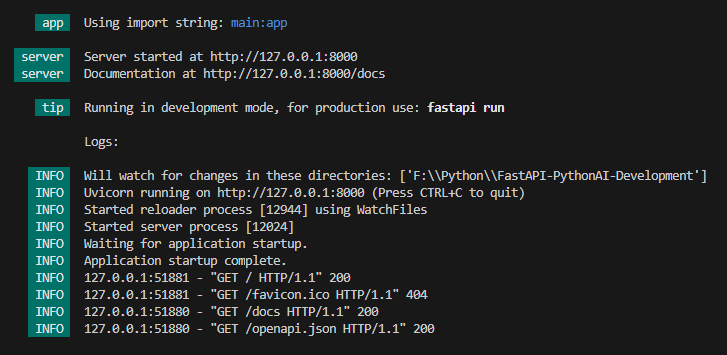 app Using import string: main:app
server Server started at http://127.0.0.1:8000
server Documentation at http://127.0.0.1:8000/docs
tip Running in development mode, for production use: fastapi run
Logs:
INFO Will watch for changes in these directories: ['F:\\Python\\FastAPI-PythonAI-Development']
INFO Uvicorn running on http://127.0.0.1:8000 (Press CTRL+C to quit)
INFO Started reloader process [12944] using WatchFiles
INFO Started server process [12024]
INFO Waiting for application startup.
INFO Application startup complete.
INFO 127.0.0.1:51881 - "GET / HTTP/1.1" 200
INFO 127.0.0.1:51881 - "GET /favicon.ico HTTP/1.1" 404
INFO 127.0.0.1:51880 - "GET /docs HTTP/1.1" 200
INFO 127.0.0.1:51880 - "GET /openapi.json HTTP/1.1" 200